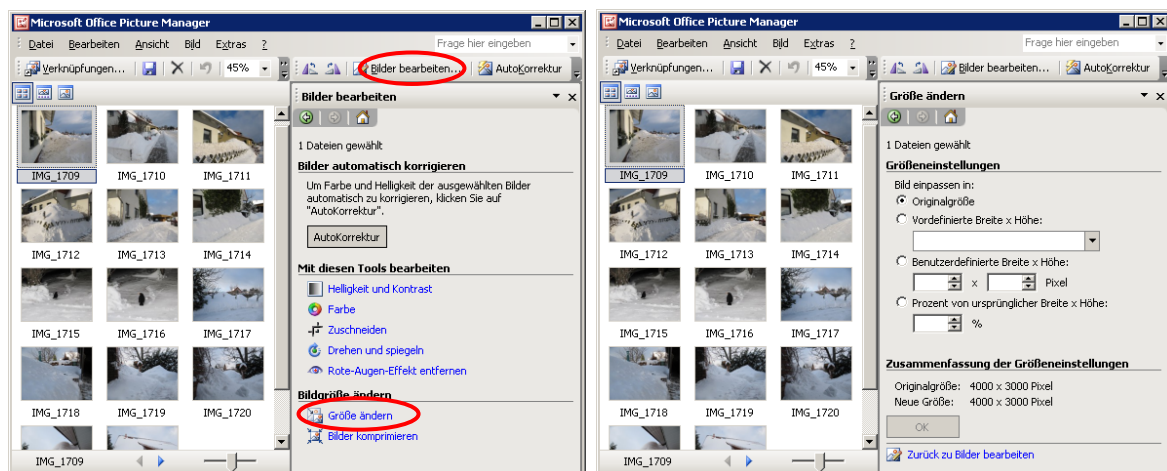 Microsoft Office Picture Manager
Datei Bearbeiten Ansicht Bild Extras ?
Frage hier eingeben
Verknüpfungen... 45% Bilder bearbeiten... AutoKorrektur
Bilder bearbeiten
1 Dateien gewählt
Bilder automatisch korrigieren
Um Farbe und Helligkeit der ausgewählten Bilder
automatisch zu korrigieren, klicken Sie auf
"AutoKorrektur".
AutoKorrektur
Mit diesen Tools bearbeiten
Helligkeit und Kontrast
Farbe
Zuschneiden
Drehen und spiegeln
Rote-Augen-Effekt entfernen
Bildgröße ändern
Größe ändern
Bilder komprimieren
IMG_1709 IMG_1710 IMG_1711
IMG_1712 IMG_1713 IMG_1714
IMG_1715 IMG_1716 IMG_1717
IMG_1718 IMG_1719 IMG_1720
IMG_1709
Microsoft Office Picture Manager
Datei Bearbeiten Ansicht Bild Extras ?
Frage hier eingeben
Verknüpfungen... 45% Bilder bearbeiten... AutoKorrektur
Größe ändern
1 Dateien gewählt
Größeneinstellungen
Bild einpassen in:
Originalgröße
Vordefinierte Breite x Höhe:
Benutzerdefinierte Breite x Höhe:
x Pixel
Prozent von ursprünglicher Breite x Höhe:
%
Zusammenfassung der Größeneinstellungen
Originalgröße: 4000 x 3000 Pixel
Neue Größe: 4000 x 3000 Pixel
OK
Zurück zu Bilder bearbeiten
IMG_1709 IMG_1710 IMG_1711
IMG_1712 IMG_1713 IMG_1714
IMG_1715 IMG_1716 IMG_1717
IMG_1718 IMG_1719 IMG_1720
IMG_1709